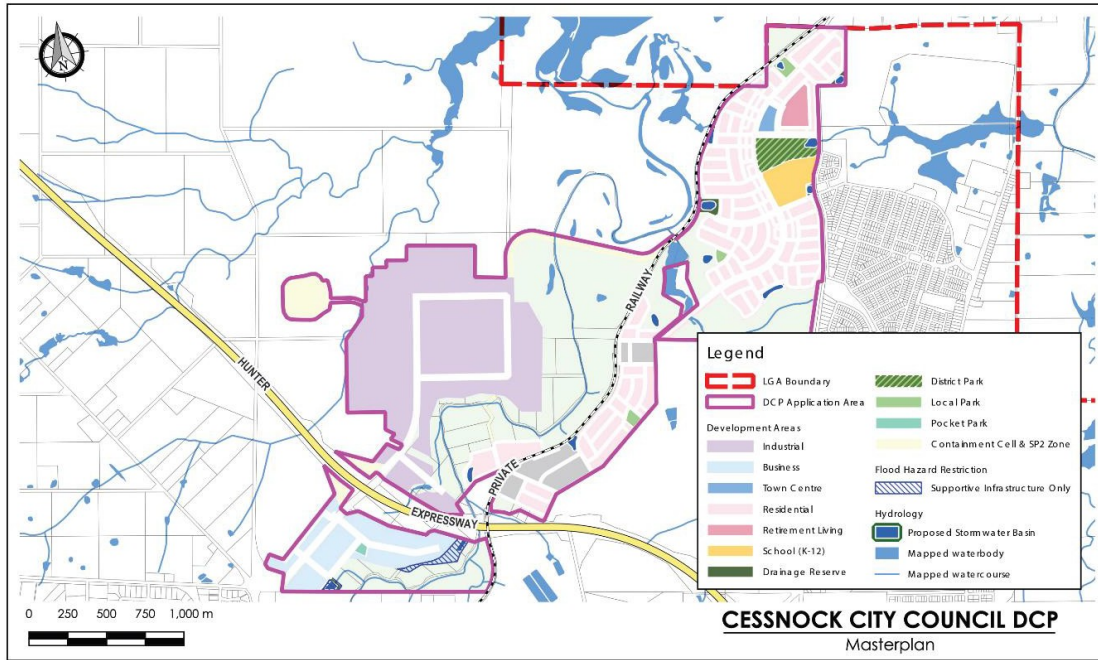 N
RAILWAY
HUNTER
PRIVATE
EXPRESSWAY
Legend
LGA Boundary
DCP Application Area
Development Areas
Industrial
Business
Town Centre
Residential
Retirement Living
School (K-12)
Drainage Reserve
District Park
Local Park
Pocket Park
Containment Cell & SP2 Zone
Flood Hazard Restriction
Supportive Infrastructure Only
Hydrology
Proposed Stormwater Basin
Mapped waterbody
Mapped watercourse
0 250 500 750 1,000 m
CESSNOCK CITY COUNCIL DCP
Masterplan